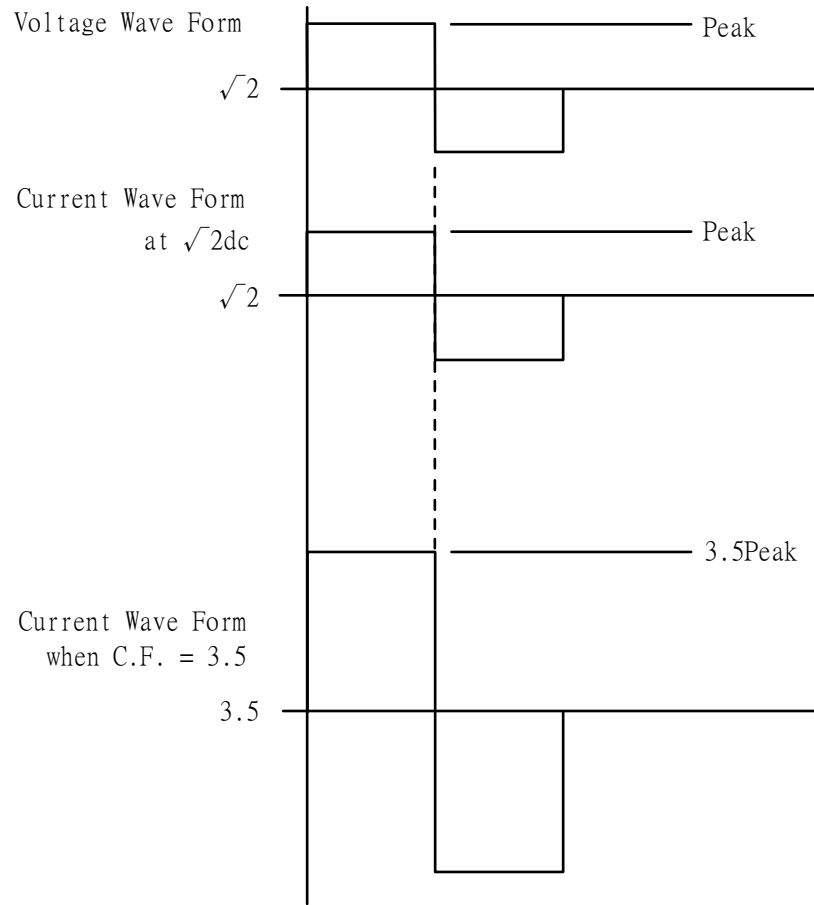 Voltage Wave Form
Peak
√2
Current Wave Form
at √2dc
Peak
√2
3.5Peak
Current Wave Form
when C.F. = 3.5
3.5